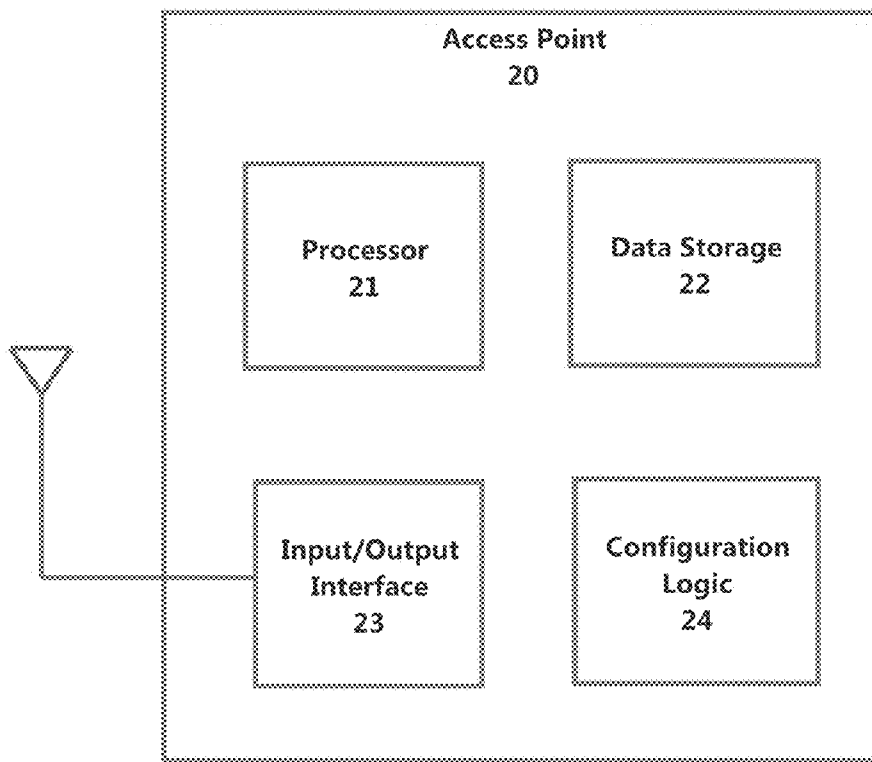 Access Point
20
Processor
21
Data Storage
22
Input/Output
Interface
23
Configuration
Logic
24